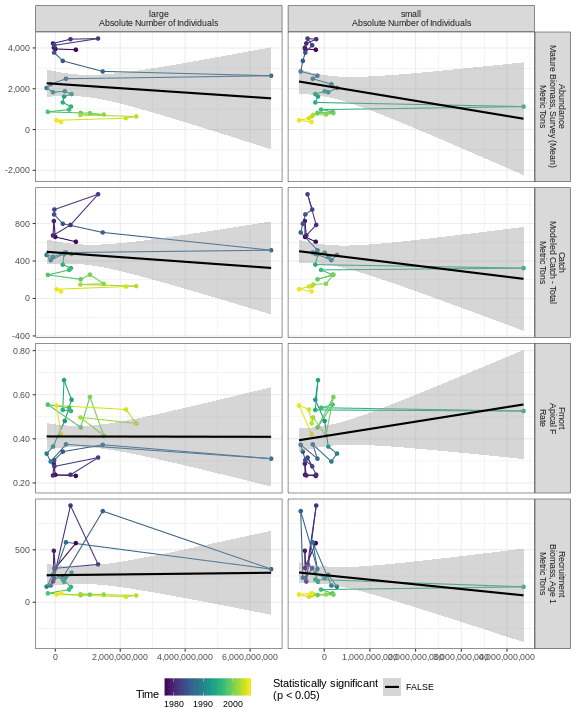 large
Absolute Number of Individuals
small
Absolute Number of Individuals
4,000
2,000
0
-2,000
Abundance
Mature Biomass, Survey (Mean)
Metric Tons
800
400
0
-400
Catch
Modeled Catch - Total
Metric Tons
0.80
0.60
0.40
0.20
Fmort
Apical F
Rate
500
0
Recruitment
Biomass, Age 1
Metric Tons
0
2,000,000,000
4,000,000,000
6,000,000,000
0
1,000,000,000
2,000,000,000
3,000,000,000
4,000,000,000
Time
1980
1990
2000
Statistically significant
(p < 0.05)
FALSE